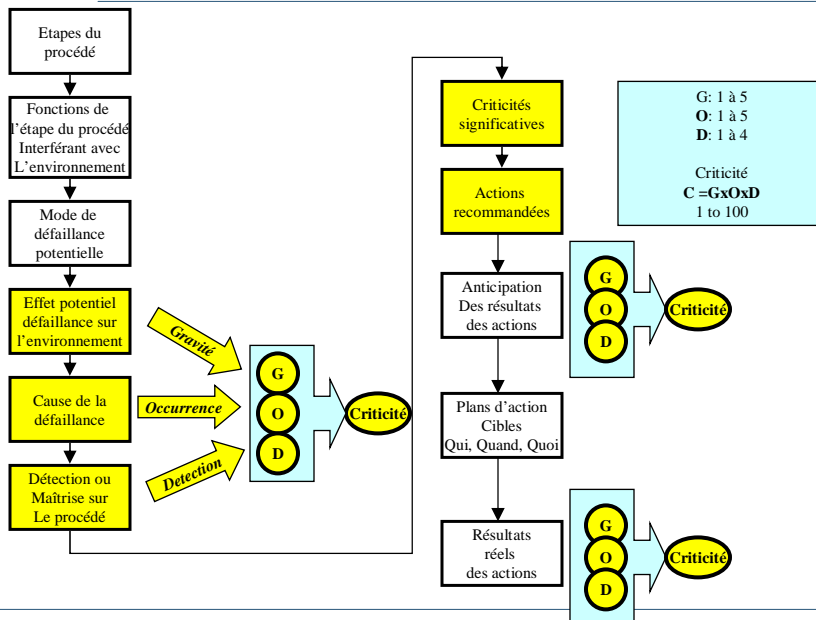 Etapes du
procédé
Fonctions de
l'étape du procédé
Interférant avec
L'environnement
Mode de
défaillance
potentielle
Effet potentiel
défaillance sur
l'environnement
Cause de la
défaillance
Détection ou
Maîtrise sur
Le procédé
Gravité
Occurrence
Detection
G
O
D
Criticité
Criticités
significatives
Actions
recommandées
Anticipation
Des résultats
des actions
Plans d'action
Cibles
Qui, Quand, Quoi
Résultats
réels
des actions
G: 1 à 5
O: 1 à 5
D: 1 à 4
Criticité
C =GxOxD
1 to 100
G
O
D
Criticité
G
O
D
Criticité